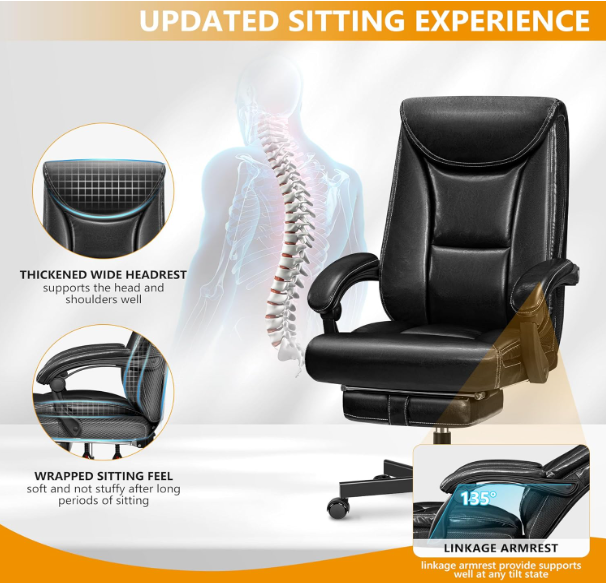 UPDATED SITTING EXPERIENCE
THICKENED WIDE HEADREST
supports the head and
shoulders well
WRAPPED SITTING FEEL
soft and not stuffy after long
periods of sitting
135°
LINKAGE ARMREST
linkage armrest provide supports
well at any tilt state